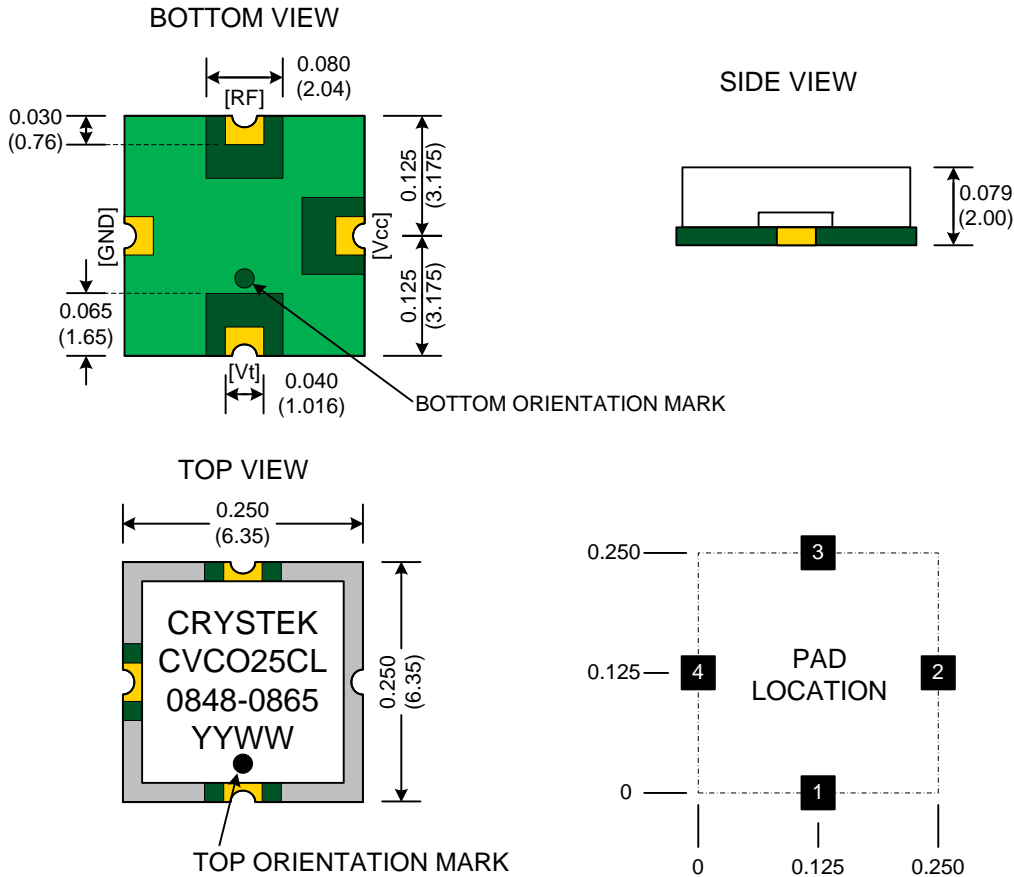 BOTTOM VIEW
0.080
(2.04)
[RF]
0.030
(0.76)
0.125
(3.175)
[GND]
[Vcc]
0.125
(3.175)
0.065
(1.65)
[Vt]
0.040
(1.016)
BOTTOM ORIENTATION MARK
SIDE VIEW
0.079
(2.00)
TOP VIEW
0.250
(6.35)
CRYSTEK
CVCO25CL
0848-0865
YYWW
0.250
(6.35)
TOP ORIENTATION MARK
0.250
3
0.125
4
PAD
LOCATION
2
0
1
0
0.125
0.250